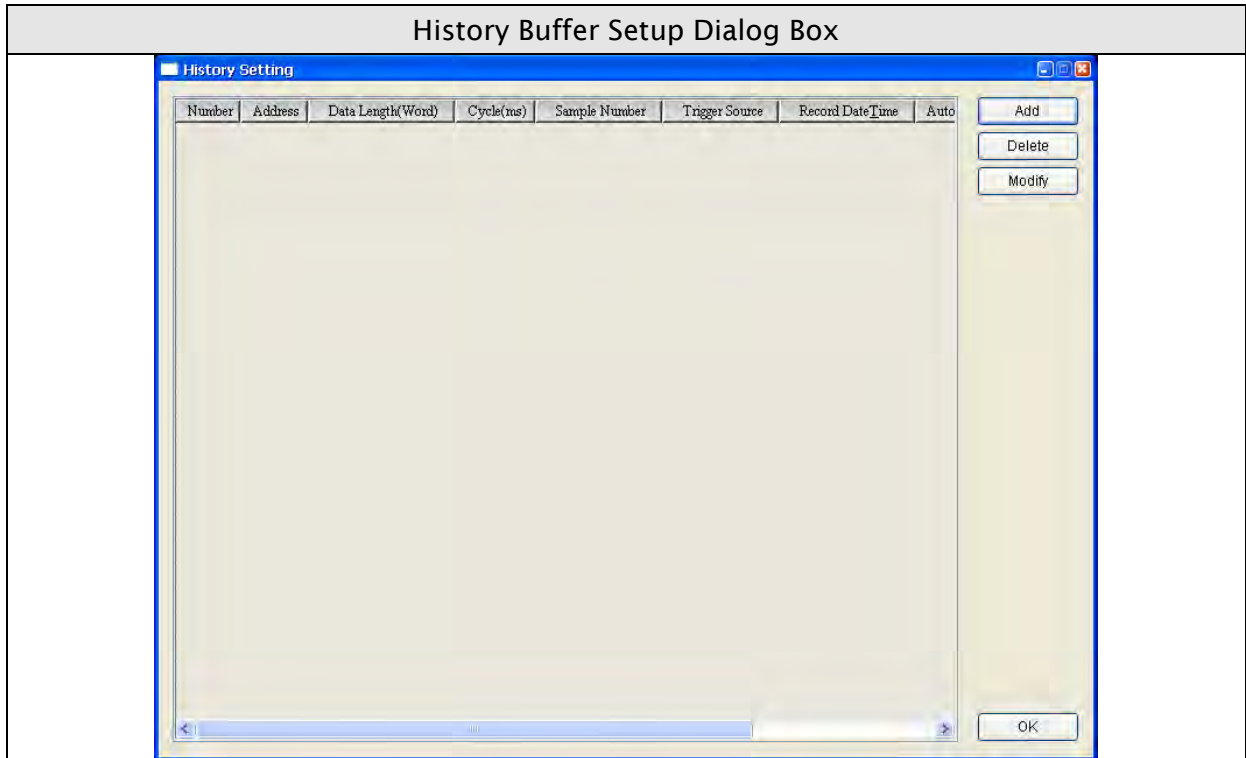 History Buffer Setup Dialog Box
History Setting
Number Address Data Length(Word) Cycle(ms) Sample Number Trigger Source Record DateTime Auto
Add
Delete
Modify
OK